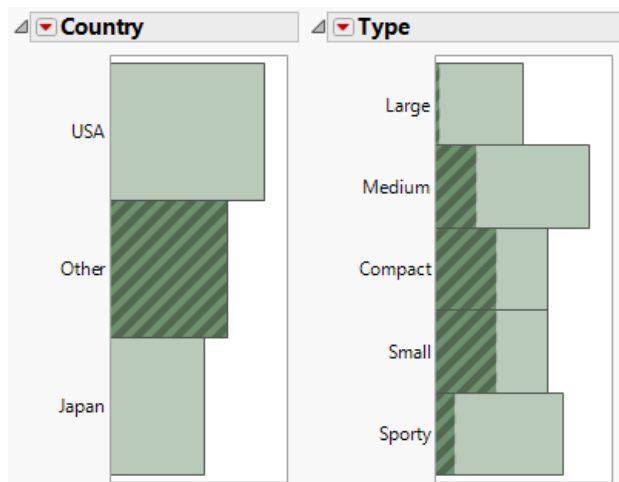 Country
USA
Other
Japan
Type
Large
Medium
Compact
Small
Sporty